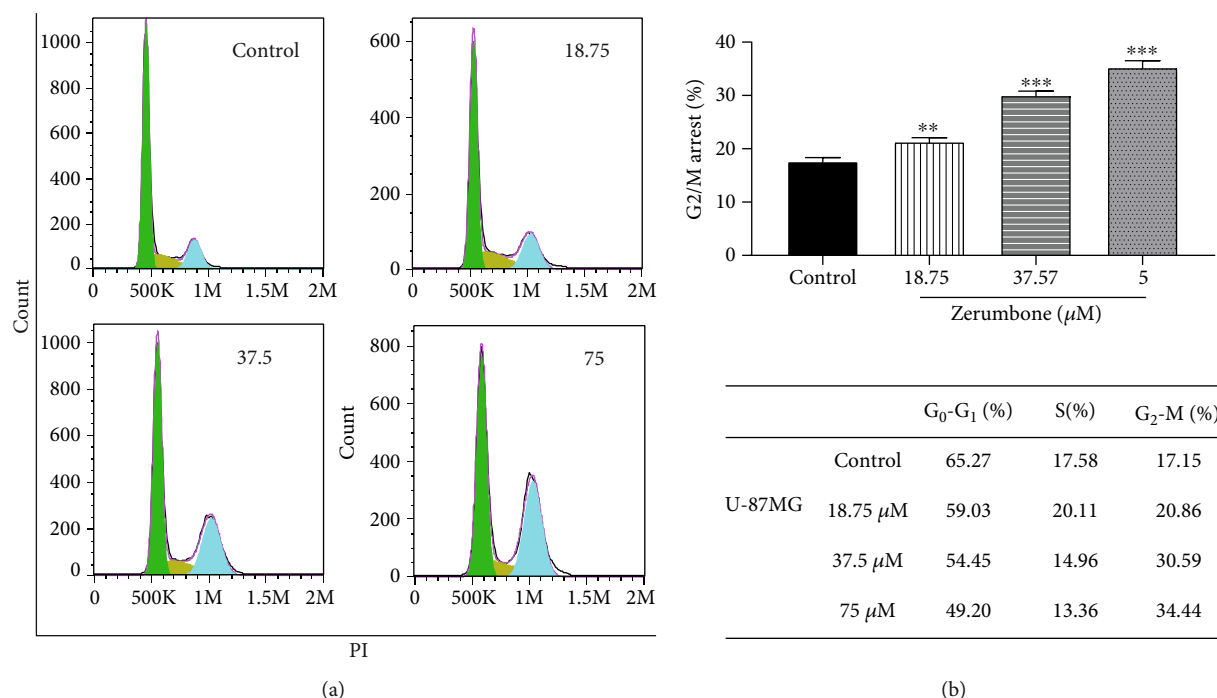 Control
1000
800
600
400
200
0
0 500K 1M 1.5M 2M
18.75
600
400
200
0
0 500K 1M 1.5M 2M
Count
37.5
1000
800
600
400
200
0
0 500K 1M 1.5M 2M
75
Count
800
600
400
200
0
0 500K 1M 1.5M 2M
PI
(a)
G2/M arrest (%)
40
30
20
10
0
**
***
***
Control 18.75 37.57 5
Zerumbone (μM)
G₀-G₁ (%) S(%) G₂-M (%)
Control 65.27 17.58 17.15
U-87MG
18.75 μM 59.03 20.11 20.86
37.5 μM 54.45 14.96 30.59
75 μM 49.20 13.36 34.44
(b)